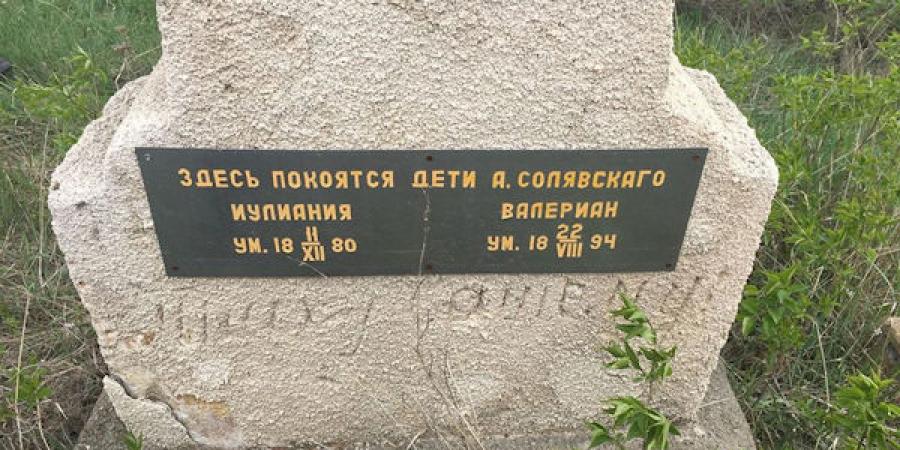 ЗДЕСЬ ПОКОЯТСЯ ДЕТИ А. СОЛЯВСКАГО
ИУЛИАНИЯ ВАЛЕРИАН
УМ. 18 11/XII 80 УМ. 18 22/VIII 94